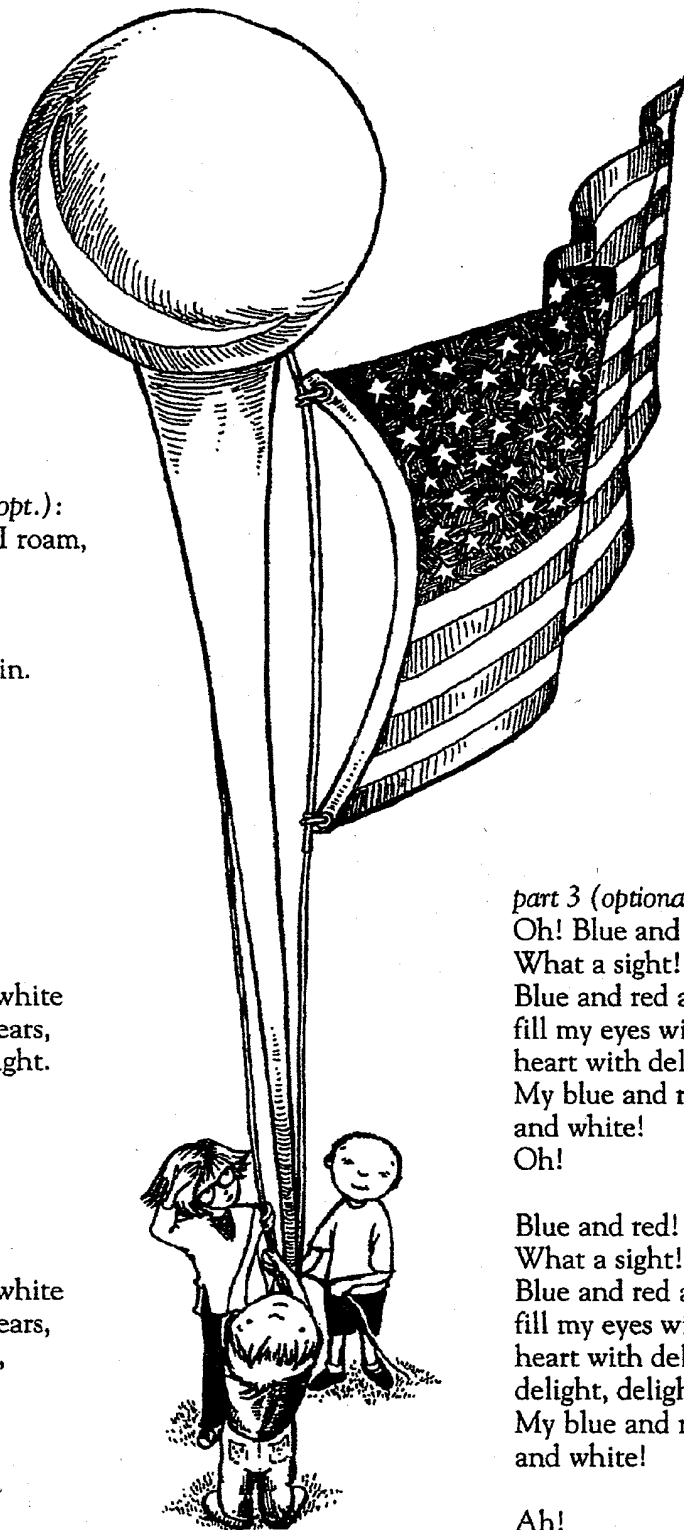 opt.):
I roam,
in.
white
ears,
ght.
white
ears,
,
part 3 (optiona
Oh! Blue and
What a sight!
Blue and red a
fill my eyes wi
heart with del
My blue and r
and white!
Oh!
Blue and red!
What a sight!
Blue and red a
fill my eyes wi
heart with del
delight, deligh
My blue and r
and white!
Ah!